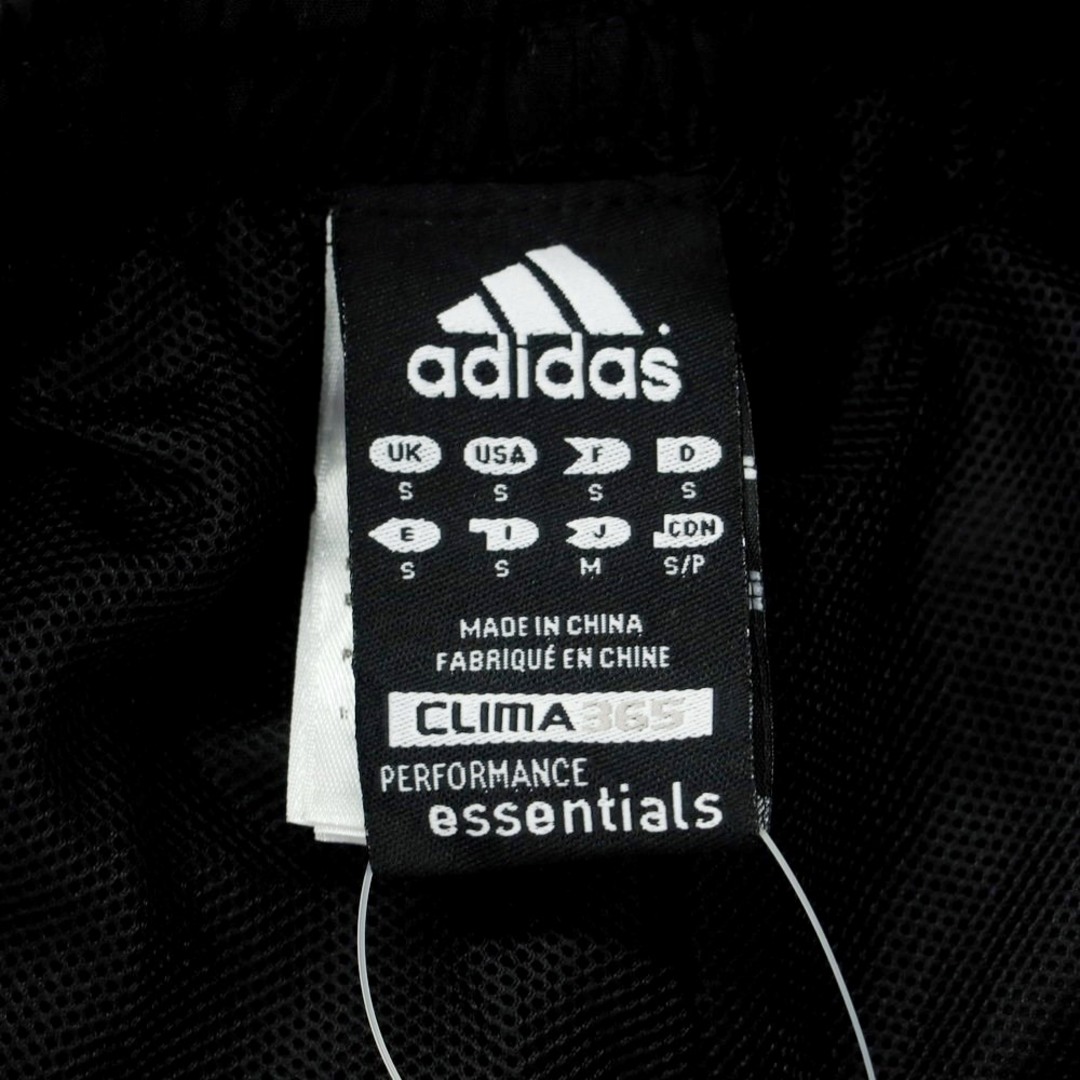 adidas
UK USA F D
S S S S
E I J CDN
S S M S/P
MADE IN CHINA
FABRIQUÉ EN CHINE
CLIMA365
PERFORMANCE
essentials